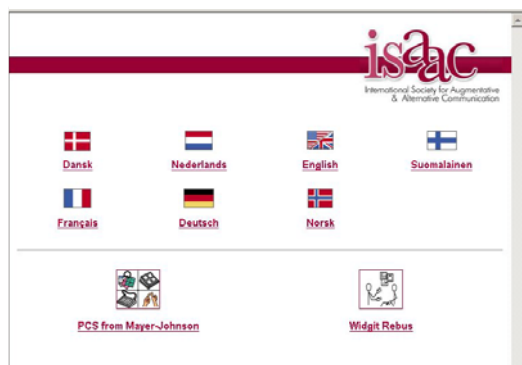 isaac
International Society for Augmentative
& Alternative Communication
Dansk
Nederlands
English
Suomalainen
Français
Deutsch
Norsk
PCS from Mayer-Johnson
Widgit Rebus